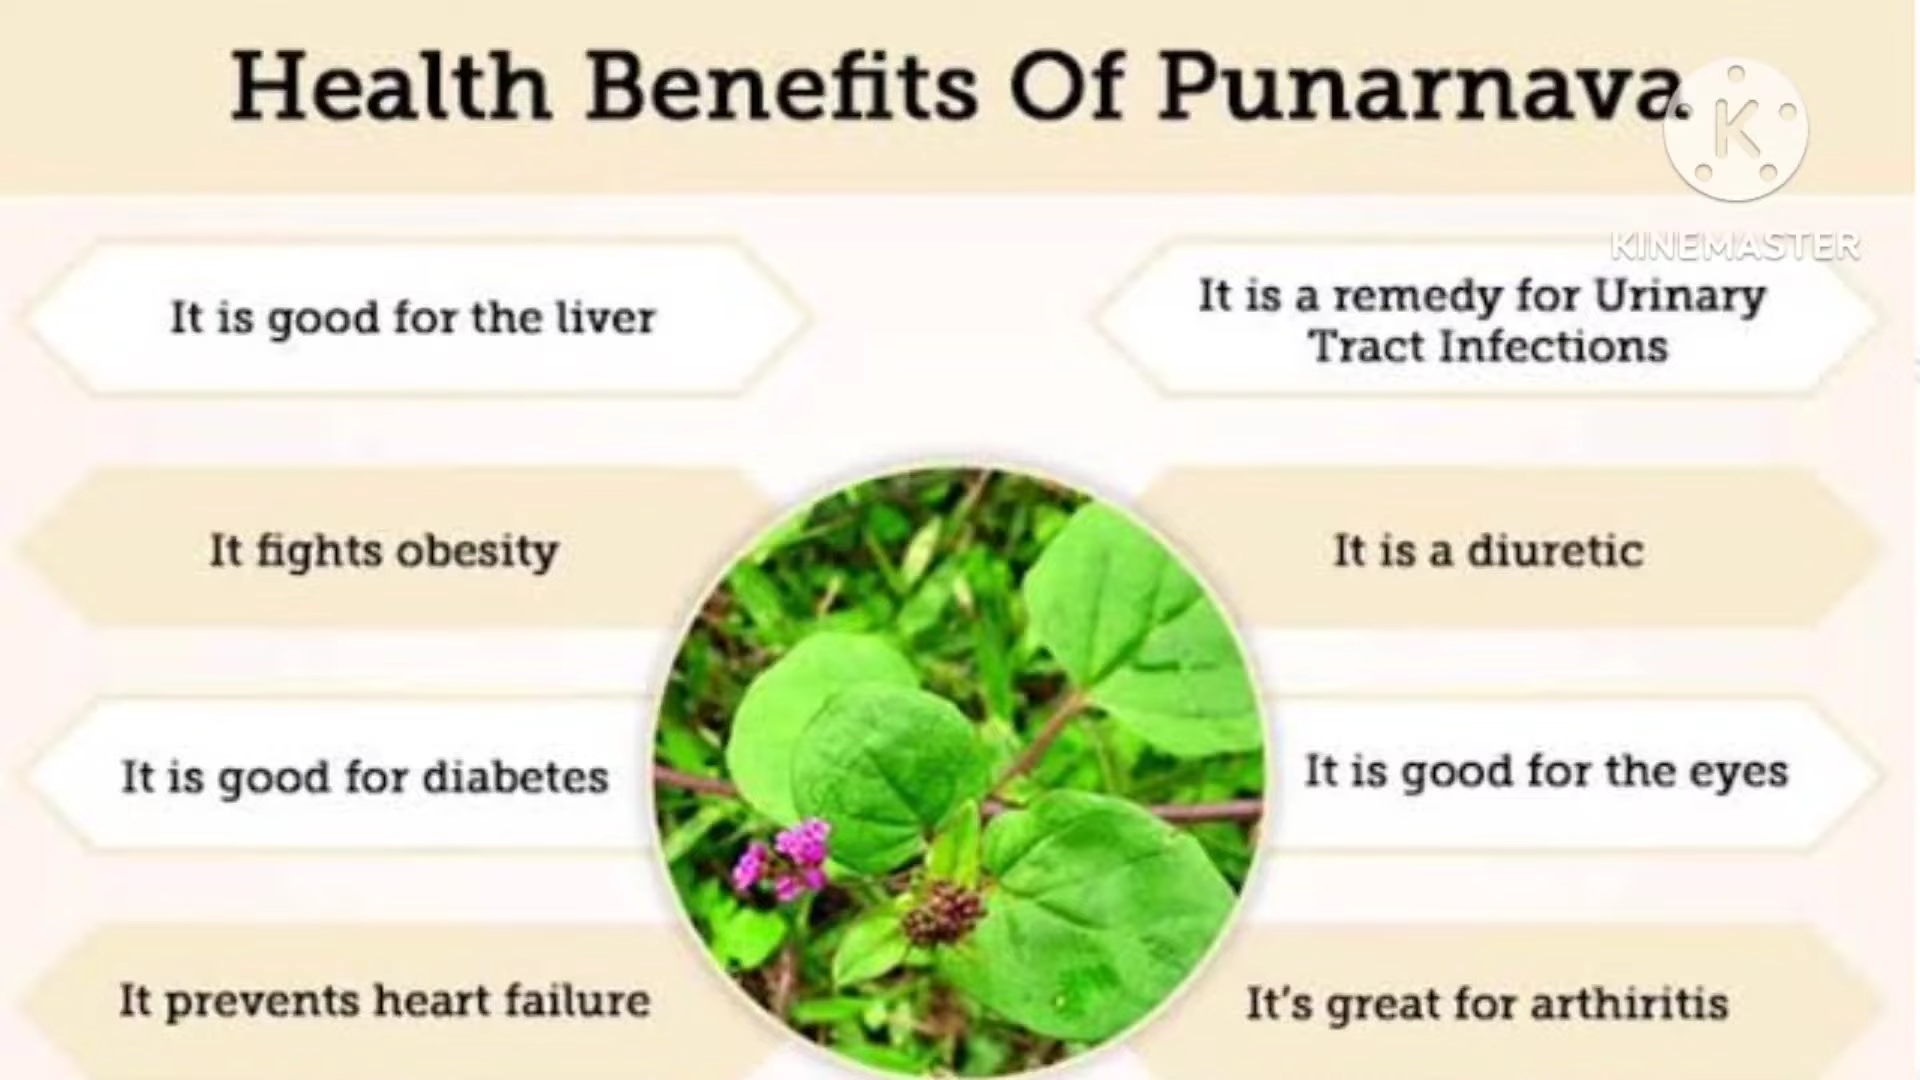 Health Benefits Of Punarnava
K
KINEMASTER
It is good for the liver
It is a remedy for Urinary
Tract Infections
It fights obesity
It is a diuretic
It is good for diabetes
It is good for the eyes
It prevents heart failure
It's great for arthiritis